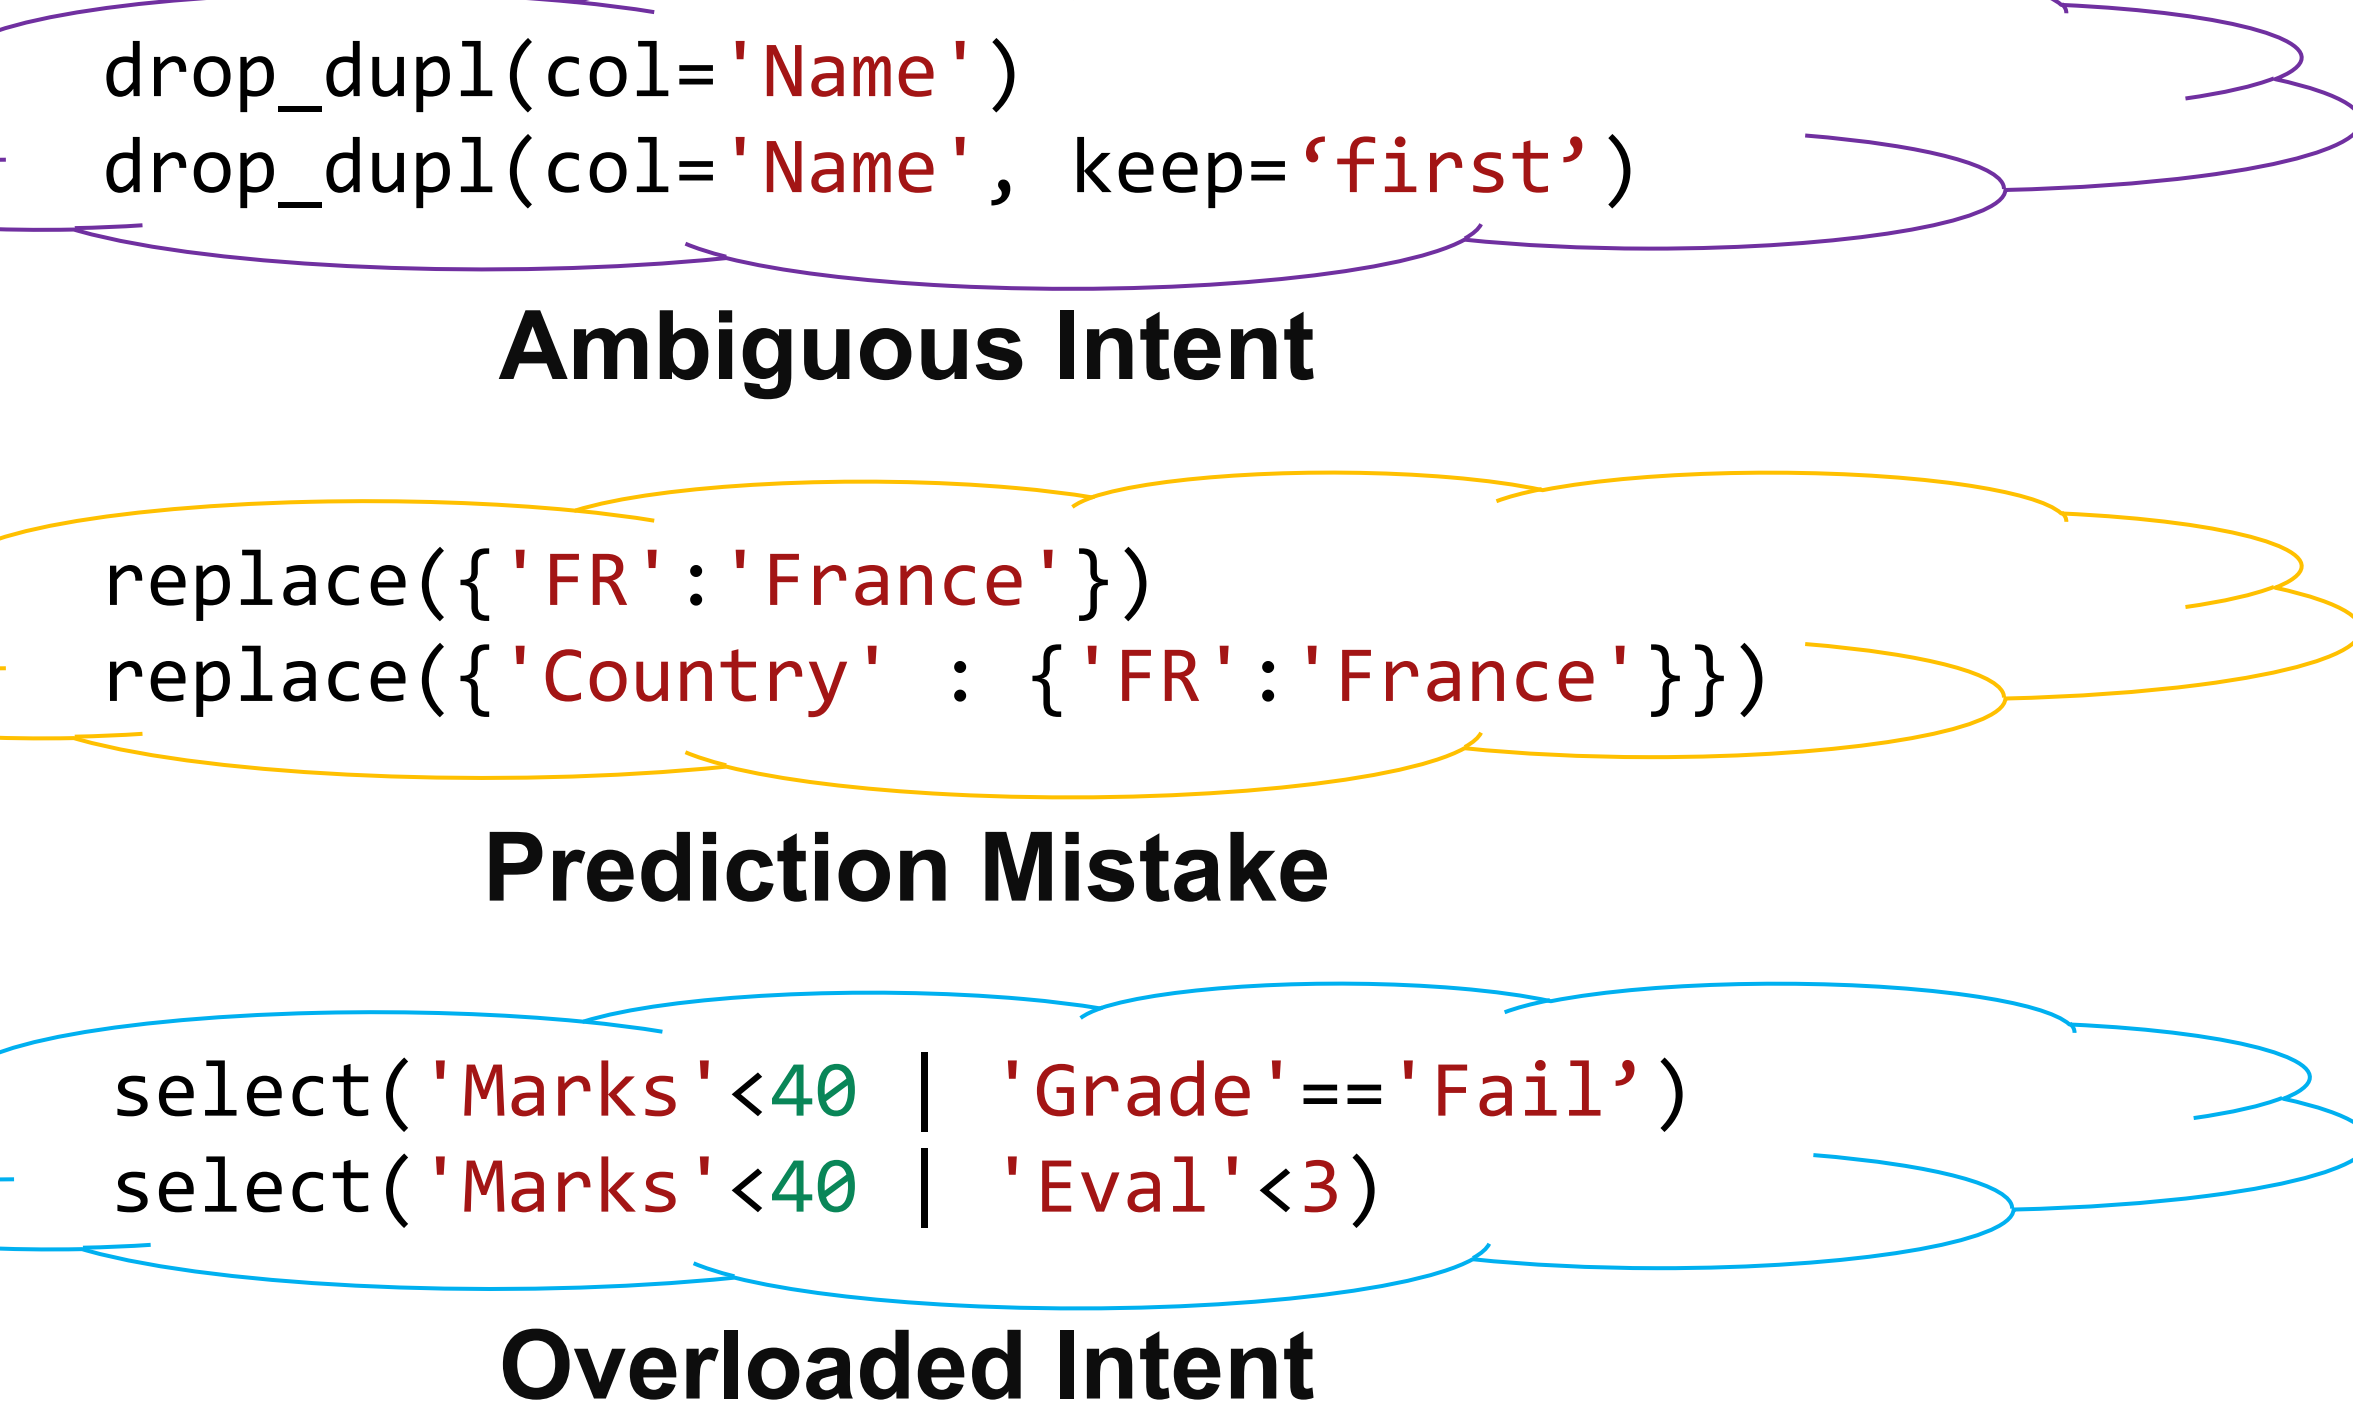 drop_dupl(col='Name')
drop_dupl(col='Name', keep=‘first’)
Ambiguous Intent
replace({'FR':'France'})
replace({'Country' : {'FR':'France'}})
Prediction Mistake
select('Marks'<40 | 'Grade'=='Fail’)
select('Marks'<40 | 'Eval'<3)
Overloaded Intent